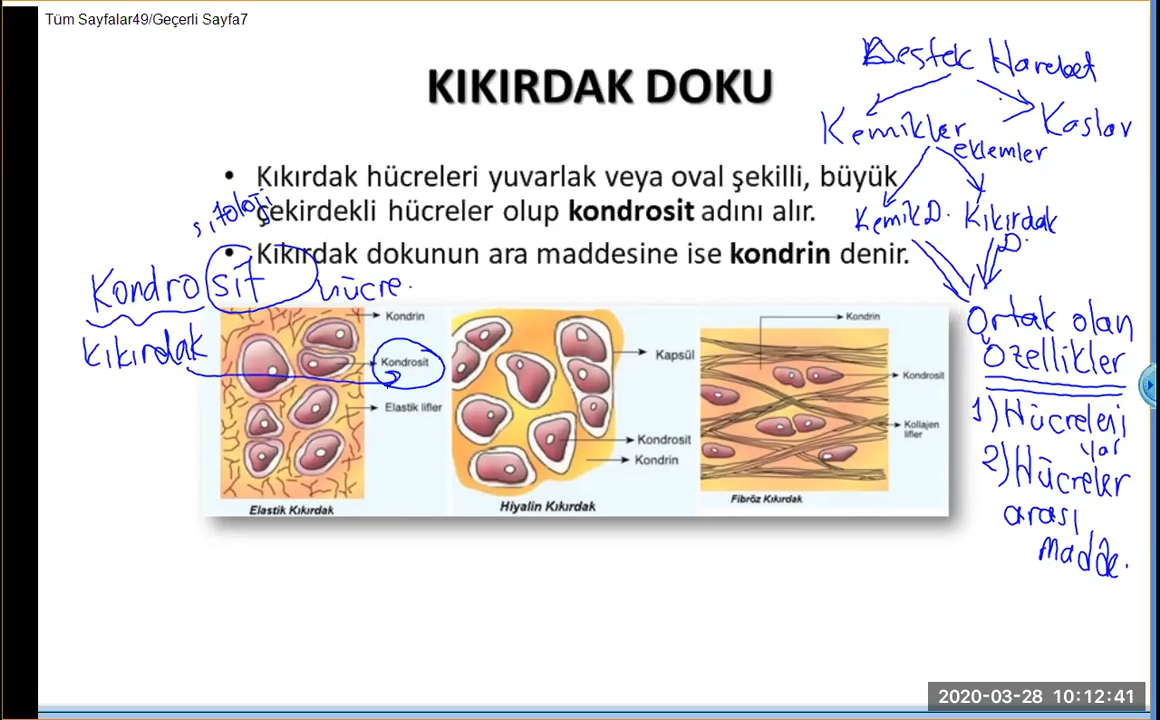 Tüm Sayfalar49/Geçerli Sayfa7
Destek Hareket
KIKIRDAK DOKU
Kemikler
Kaslar
eklemler
• Kıkırdak hücreleri yuvarlak veya oval şekilli, büyük
çekirdekli hücreler olup kondrosit adını alır.
sitoloji
Kemik D. Kıkırdak
D.
• Kıkırdak dokunun ara maddesine ise kondrin denir.
Kondrosit hücre.
kıkırdak
Kondrin
Kondrosit
Elastik lifler
Elastik Kıkırdak
Kapsül
Kondrosit
Kondrin
Hiyalin Kıkırdak
Kondrin
Kondrosit
Kollajen
lifler
Fibröz Kıkırdak
Ortak olan
özellikler
1) Hücreleri
var
2) Hücreler
arası
madde.
2020-03-28 10:12:41